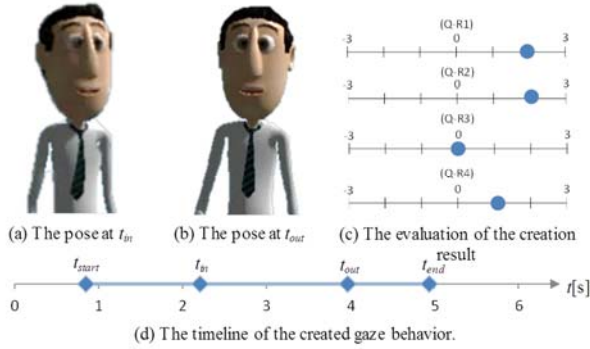 (Q-R1)
-3 0 3
(Q-R2)
-3 0 3
(Q-R3)
-3 0 3
(Q-R4)
-3 0 3
(a) The pose at t_in
(b) The pose at t_out
(c) The evaluation of the creation
result
t_start t_in t_out t_end t[s]
0 1 2 3 4 5 6
(d) The timeline of the created gaze behavior.